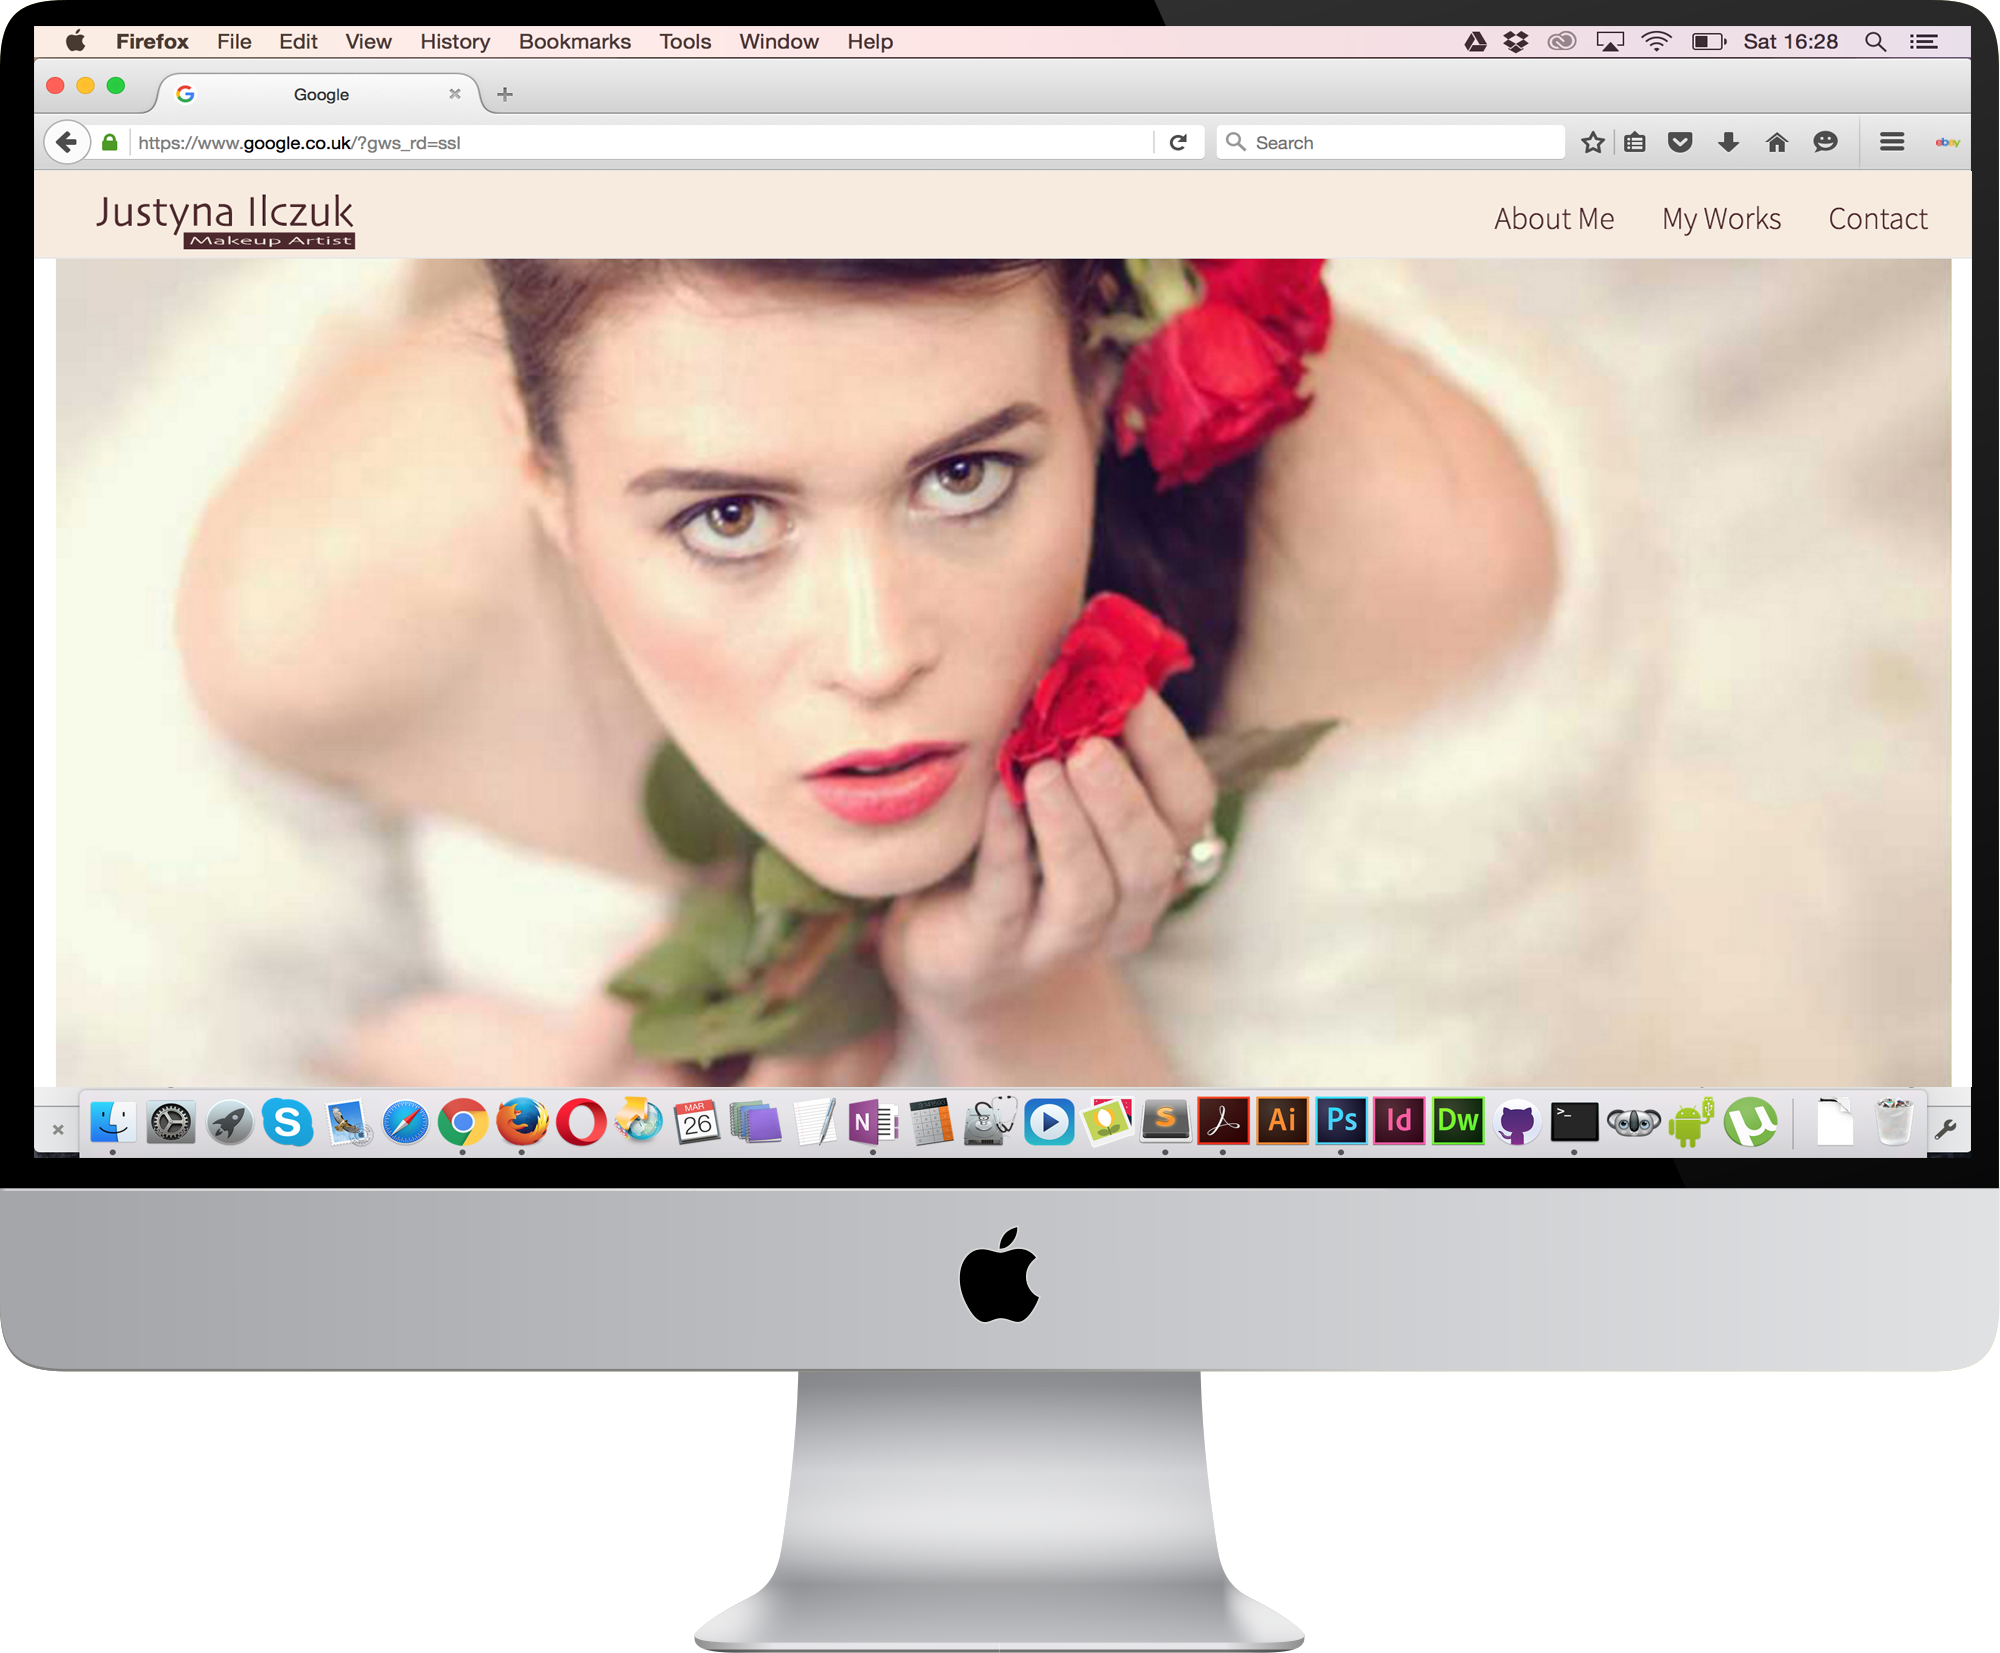 Firefox File Edit View History Bookmarks Tools Window Help Sat 16:28
Google
https://www.google.co.uk/?gws_rd=ssl Search ebay
Justyna Ilczuk
Makeup Artist
About Me My Works Contact
MAR
26
S N S Ai Ps Id Dw >_ µ